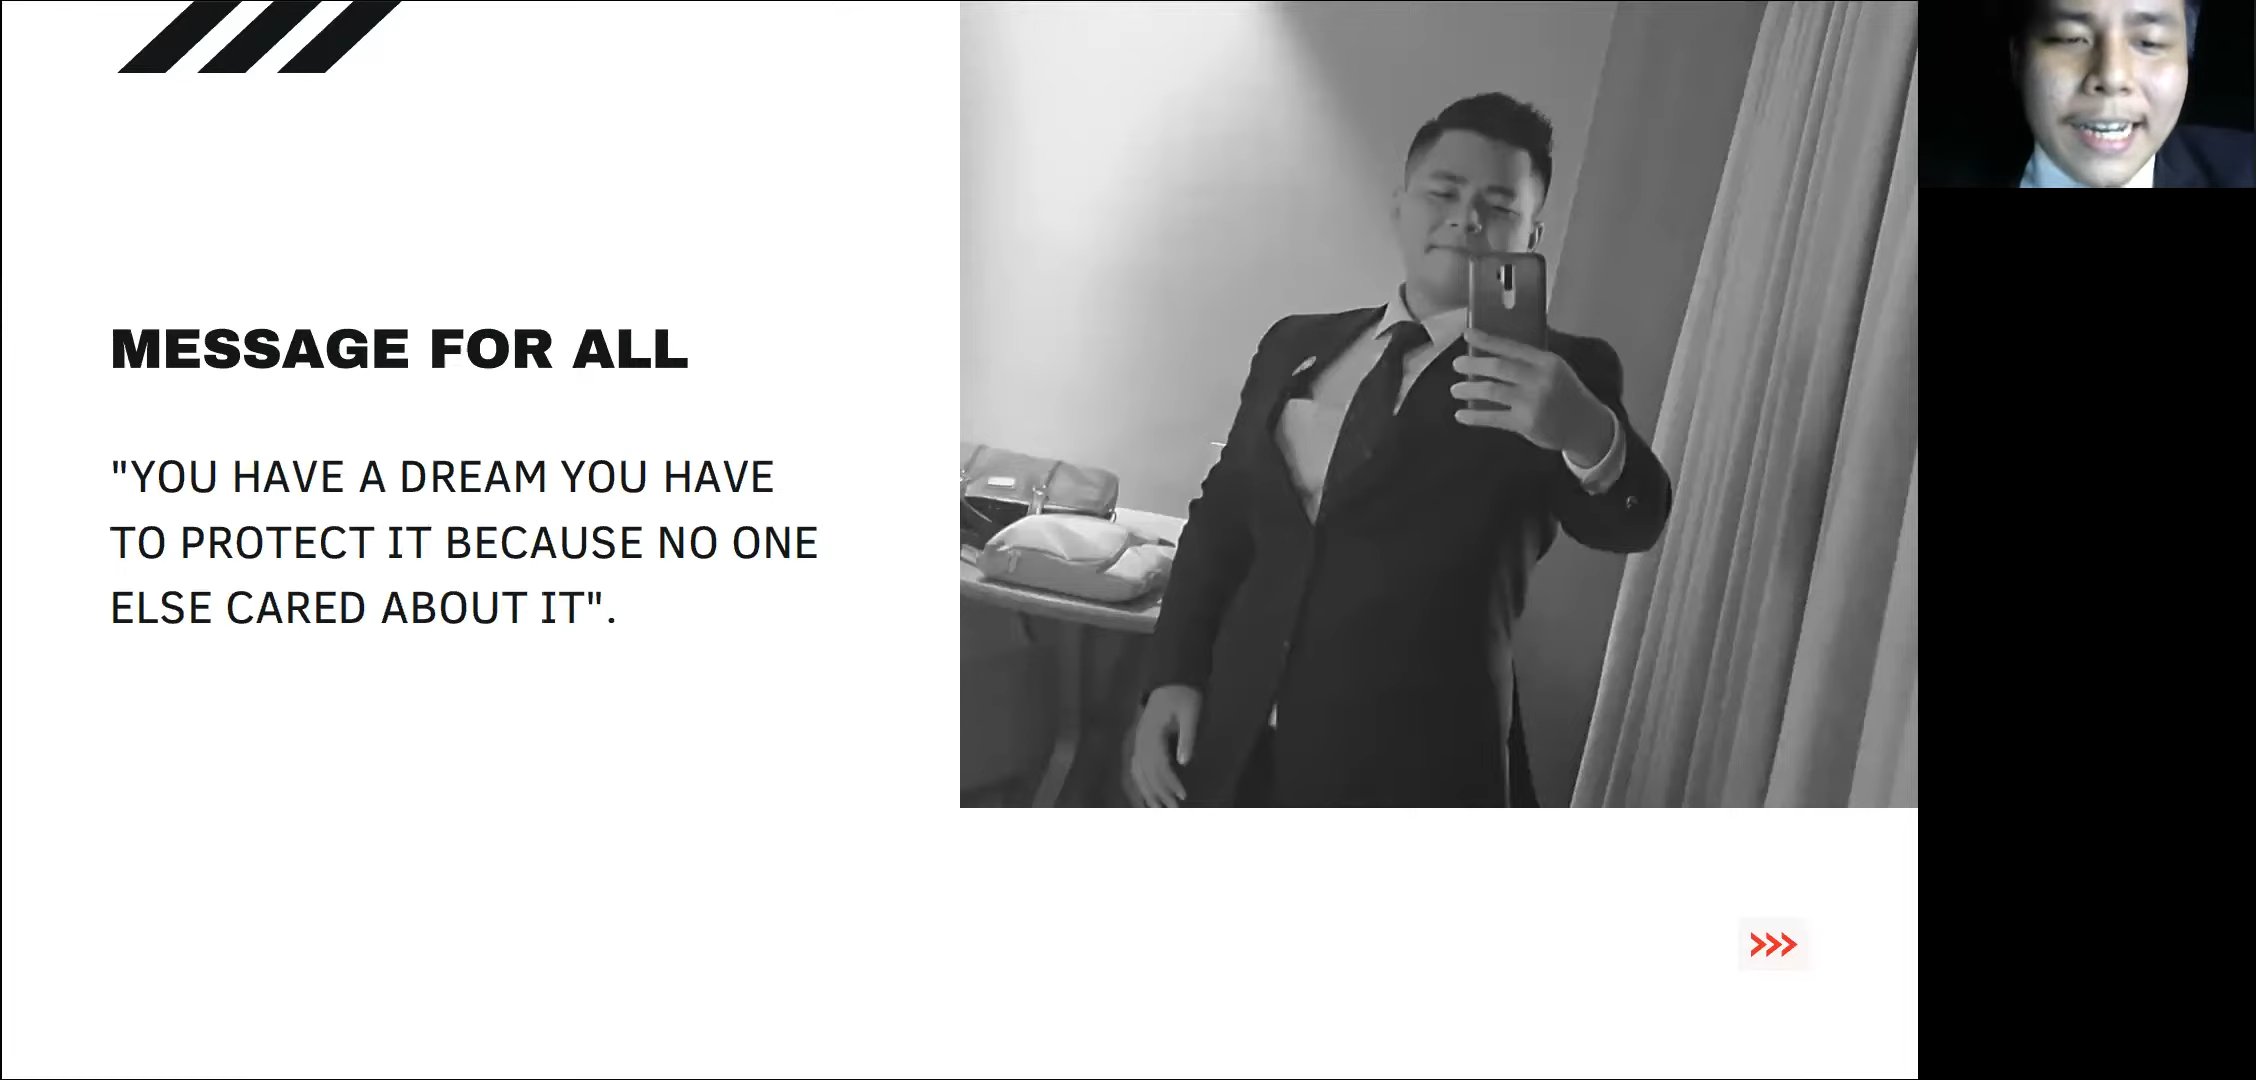 MESSAGE FOR ALL
"YOU HAVE A DREAM YOU HAVE
TO PROTECT IT BECAUSE NO ONE
ELSE CARED ABOUT IT".